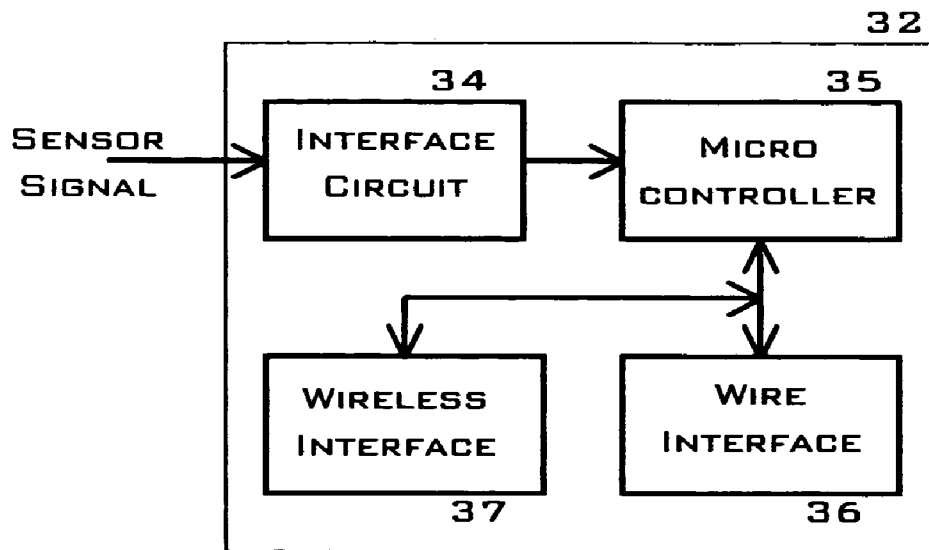 32
34
35
SENSOR
SIGNAL
INTERFACE
CIRCUIT
MICRO
CONTROLLER
WIRELESS
INTERFACE
WIRE
INTERFACE
37
36